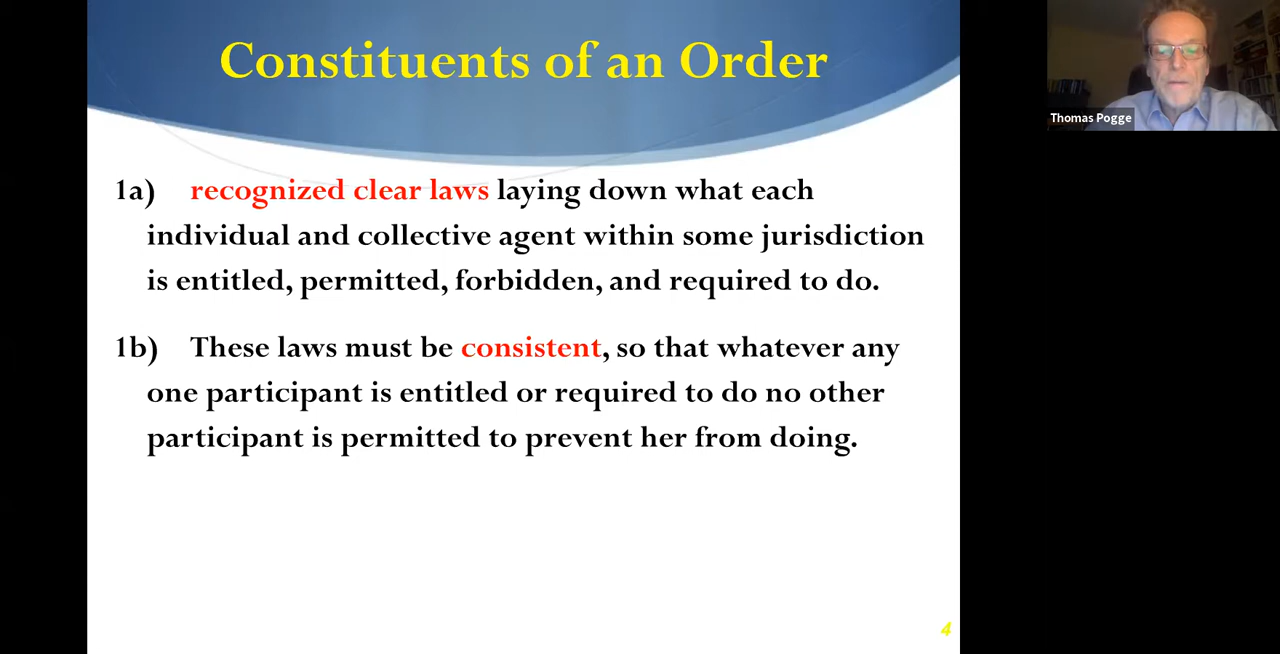 Constituents of an Order
Thomas Pogge
1a) recognized clear laws laying down what each
individual and collective agent within some jurisdiction
is entitled, permitted, forbidden, and required to do.
1b) These laws must be consistent, so that whatever any
one participant is entitled or required to do no other
participant is permitted to prevent her from doing.
4